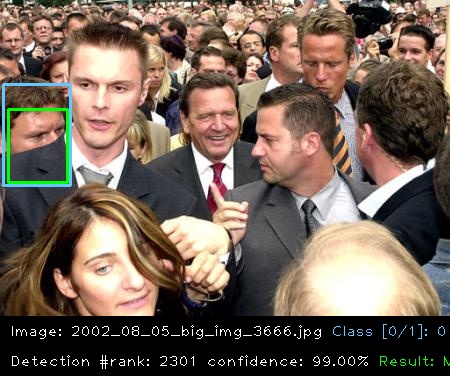 Image: 2002_08_05_big_img_3666.jpg Class [0/1]: 0
Detection #rank: 2301 confidence: 99.00% Result: M